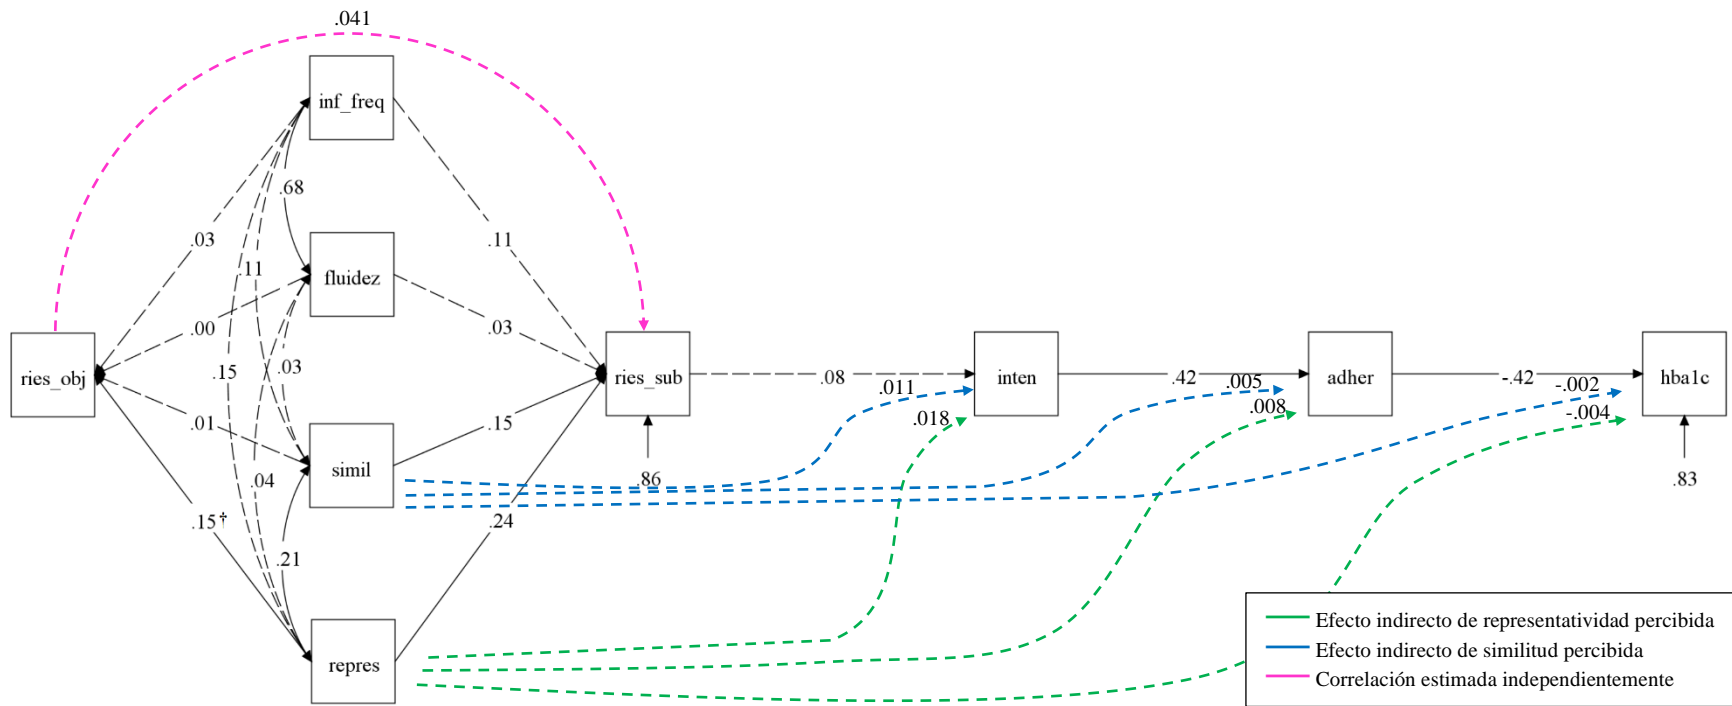 .041
inf_freq
.68
.03
.11
.11
fluidez
.00
.03
.15
.03
ries_obj
ries_sub
.08
inten
.42
adher
-.42
hba1c
.011
.005
-.002
.018
.008
-.004
.01
.15
simil
.86
.83
.04
.15†
.24
.21
repres
Efecto indirecto de representatividad percibida
Efecto indirecto de similitud percibida
Correlación estimada independientemente